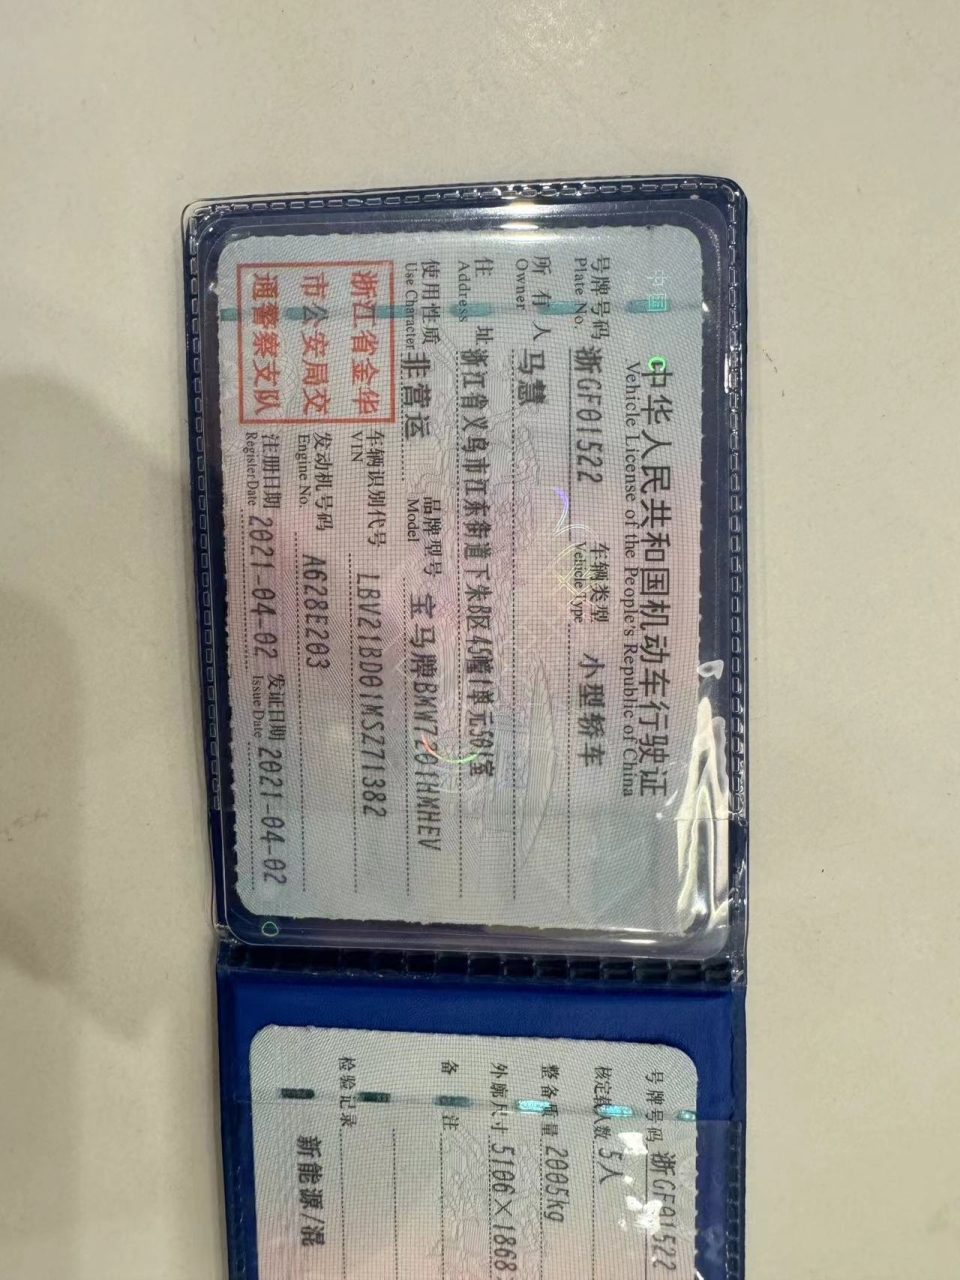 中国
中华人民共和国机动车行驶证
Vehicle License of the People's Republic of China
号牌号码 浙GF01522 车辆类型 小型轿车
Plate No. Vehicle Type
所有人 马慧
Owner
住址 浙江省义乌市江东街道下朱B区45幢1单元501室
Address
使用性质 非营运 品牌型号 宝马牌BMW7201HMHEV
Use Character Model
浙江省金华
市公安局交
通警察支队
车辆识别代号 LBV21BD01MSZ71382
VIN
发动机号码 A628E203
Engine No.
注册日期 2021-04-02 发证日期 2021-04-02
Register Date Issue Date
号牌号码 浙GF01522
核定载人数 5人
整备质量 2005kg
外廓尺寸 5106×1868
备注
检验记录
新能源/混